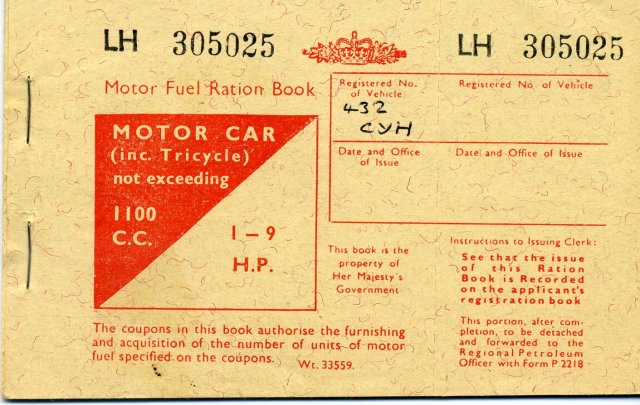 LH 305025
LH 305025
Motor Fuel Ration Book
MOTOR CAR
(inc. Tricycle)
not exceeding
1100
C.C.
1 – 9
H.P.
Registered No.
of Vehicle
432
CYH
Registered No. of Vehicle
Date and Office
of Issue
Date and Office of Issue
This book is the
property of
Her Majesty's
Government
Instructions to Issuing Clerk:
See that the issue
of this Ration
Book is Recorded
on the applicant's
registration book
This portion, after com-
pletion, to be detached
and forwarded to the
Regional Petroleum
Officer with Form P 2218
The coupons in this book authorise the furnishing
and acquisition of the number of units of motor
fuel specified on the coupons. Wt. 33559.